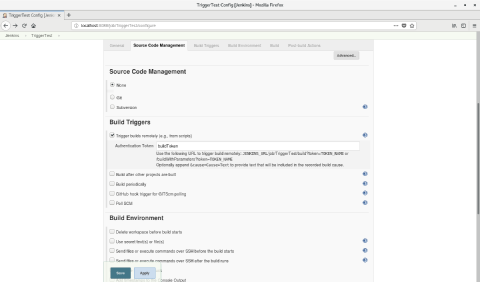 TriggerTest Config [Jenkins] - Mozilla Firefox
TriggerTest Config [Jenkins]
localhost:8080/job/TriggerTest/configure
Jenkins
TriggerTest
General
Source Code Management
Build Triggers
Build Environment
Build
Post-build Actions
Advanced...
Source Code Management
None
Git
Subversion
Build Triggers
Trigger builds remotely (e.g., from scripts)
Authentication Token
buildToken
Use the following URL to trigger build remotely: JENKINS_URL/job/TriggerTest/build?token=TOKEN_NAME or
/buildWithParameters?token=TOKEN_NAME
Optionally append &cause=Cause+Text to provide text that will be included in the recorded build cause.
Build after other projects are built
Build periodically
GitHub hook trigger for GITScm polling
Poll SCM
Build Environment
Delete workspace before build starts
Use secret text(s) or file(s)
Send files or execute commands over SSH before the build starts
Send files or execute commands over SSH after the build runs
Save
Apply
Console Output